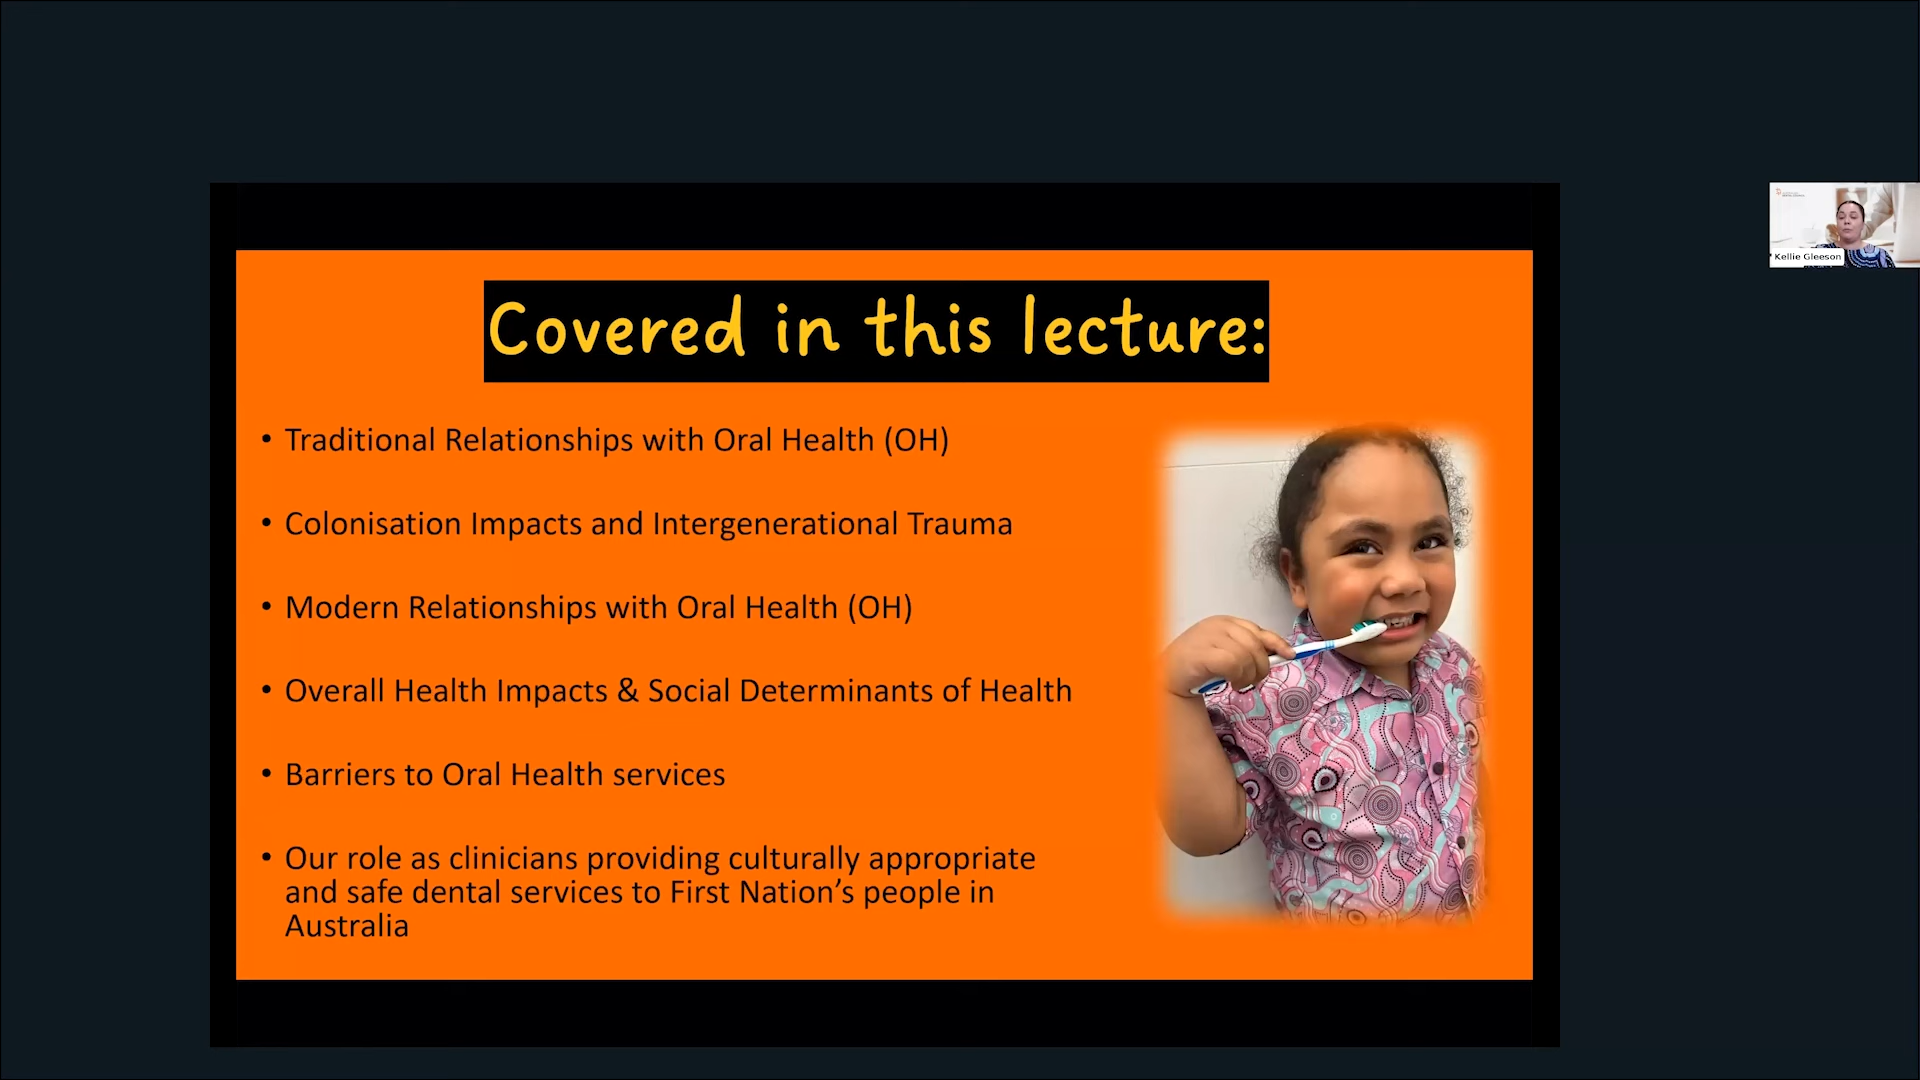 Covered in this lecture:
• Traditional Relationships with Oral Health (OH)
• Colonisation Impacts and Intergenerational Trauma
• Modern Relationships with Oral Health (OH)
• Overall Health Impacts & Social Determinants of Health
• Barriers to Oral Health services
• Our role as clinicians providing culturally appropriate
and safe dental services to First Nation’s people in
Australia
Kellie Gleeson